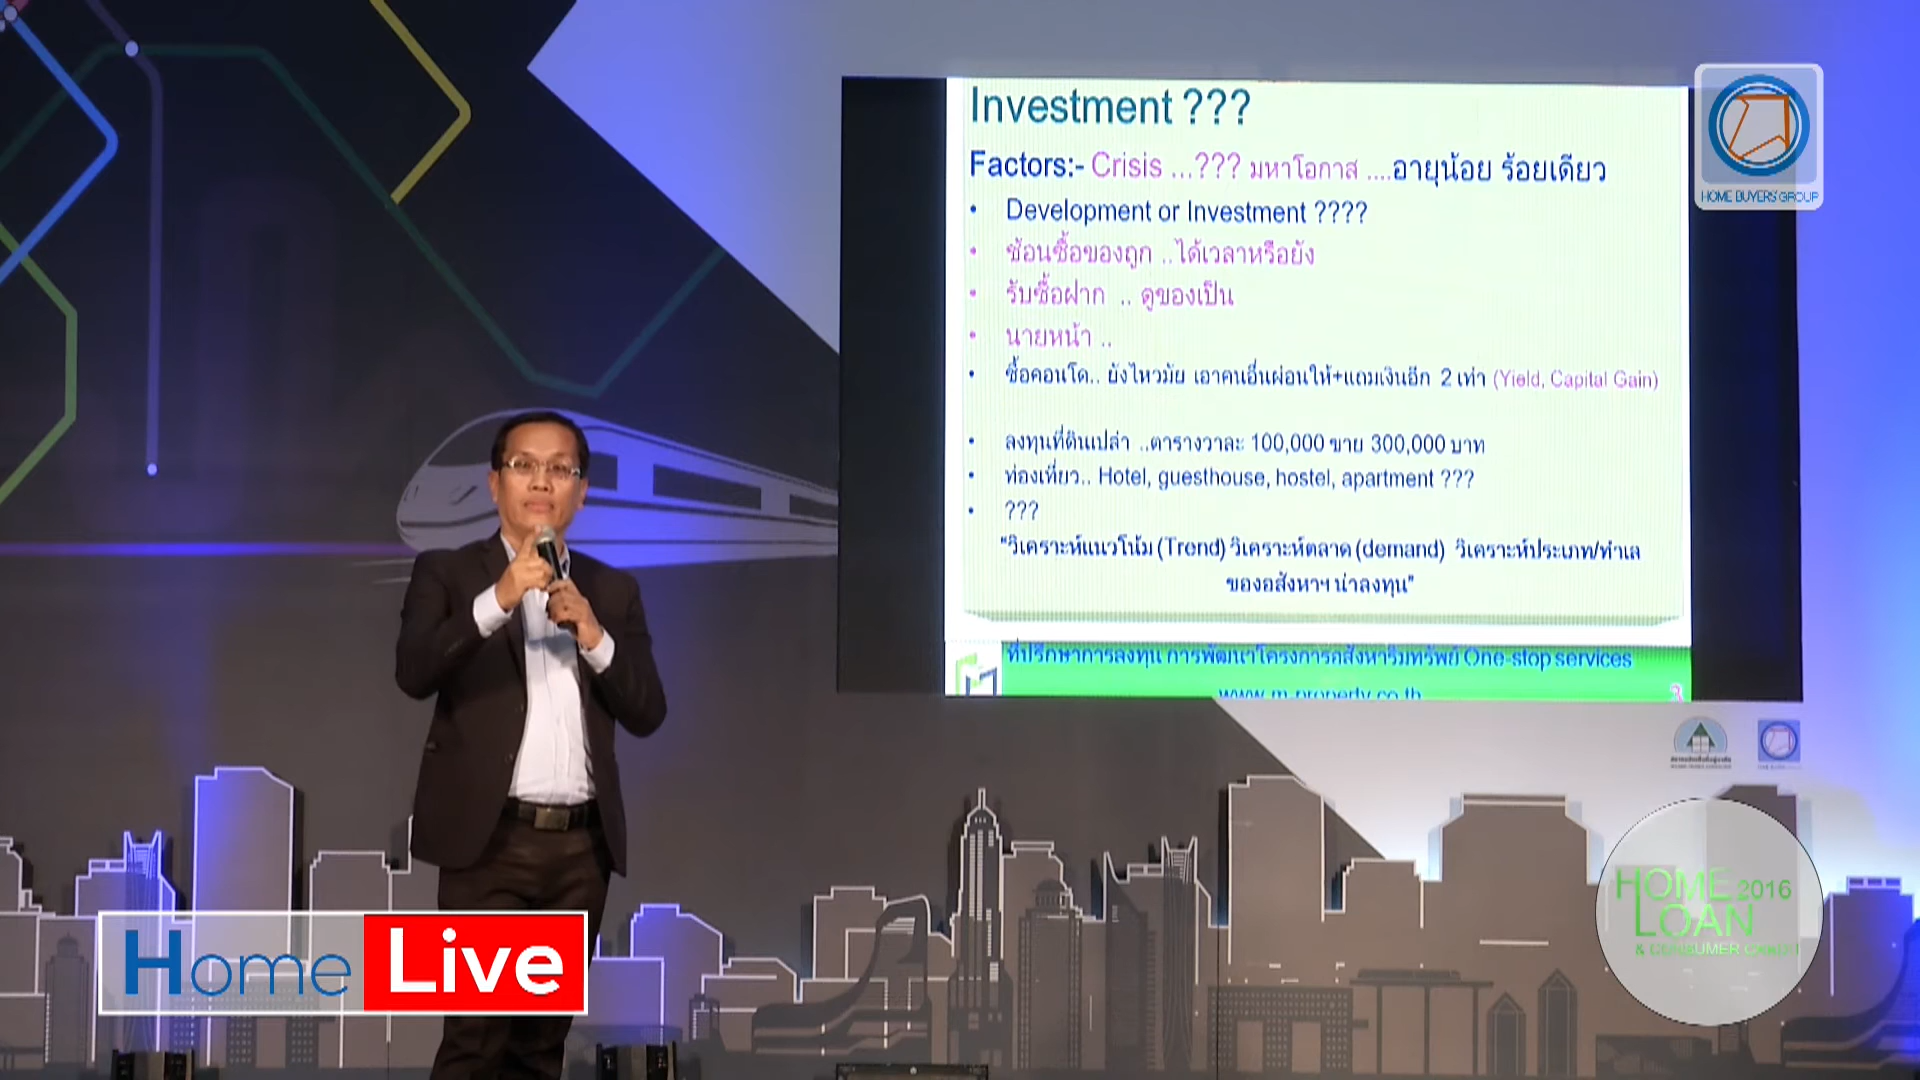 Investment ???
Factors:- Crisis ...??? มหาโอกาส ....อายุน้อย ร้อยเดียว
• Development or Investment ????
• ช้อนซื้อของถูก ..ได้เวลาหรือยัง
• รับซื้อฝาก .. ดูของเป็น
• นายหน้า ..
• ซื้อคอนโด.. ยังไหวมัย เอาคนอื่นผ่อนให้+แถมเงินอีก 2 เท่า (Yield, Capital Gain)
• ลงทุนที่ดินเปล่า ..ตารางวาละ 100,000 ขาย 300,000 บาท
• ท่องเที่ยว.. Hotel, guesthouse, hostel, apartment ???
• ???
"วิเคราะห์แนวโน้ม (Trend) วิเคราะห์ตลาด (demand) วิเคราะห์ประเภท/ทำเล
ของอสังหาฯ น่าลงทุน"
ที่ปรึกษาการลงทุน การพัฒนาโครงการอสังหาริมทรัพย์ One-stop services
www.m-property.co.th
3
HOME BUYERS' GROUP
HOME 2016
LOAN
& CONSUMER
Home Live